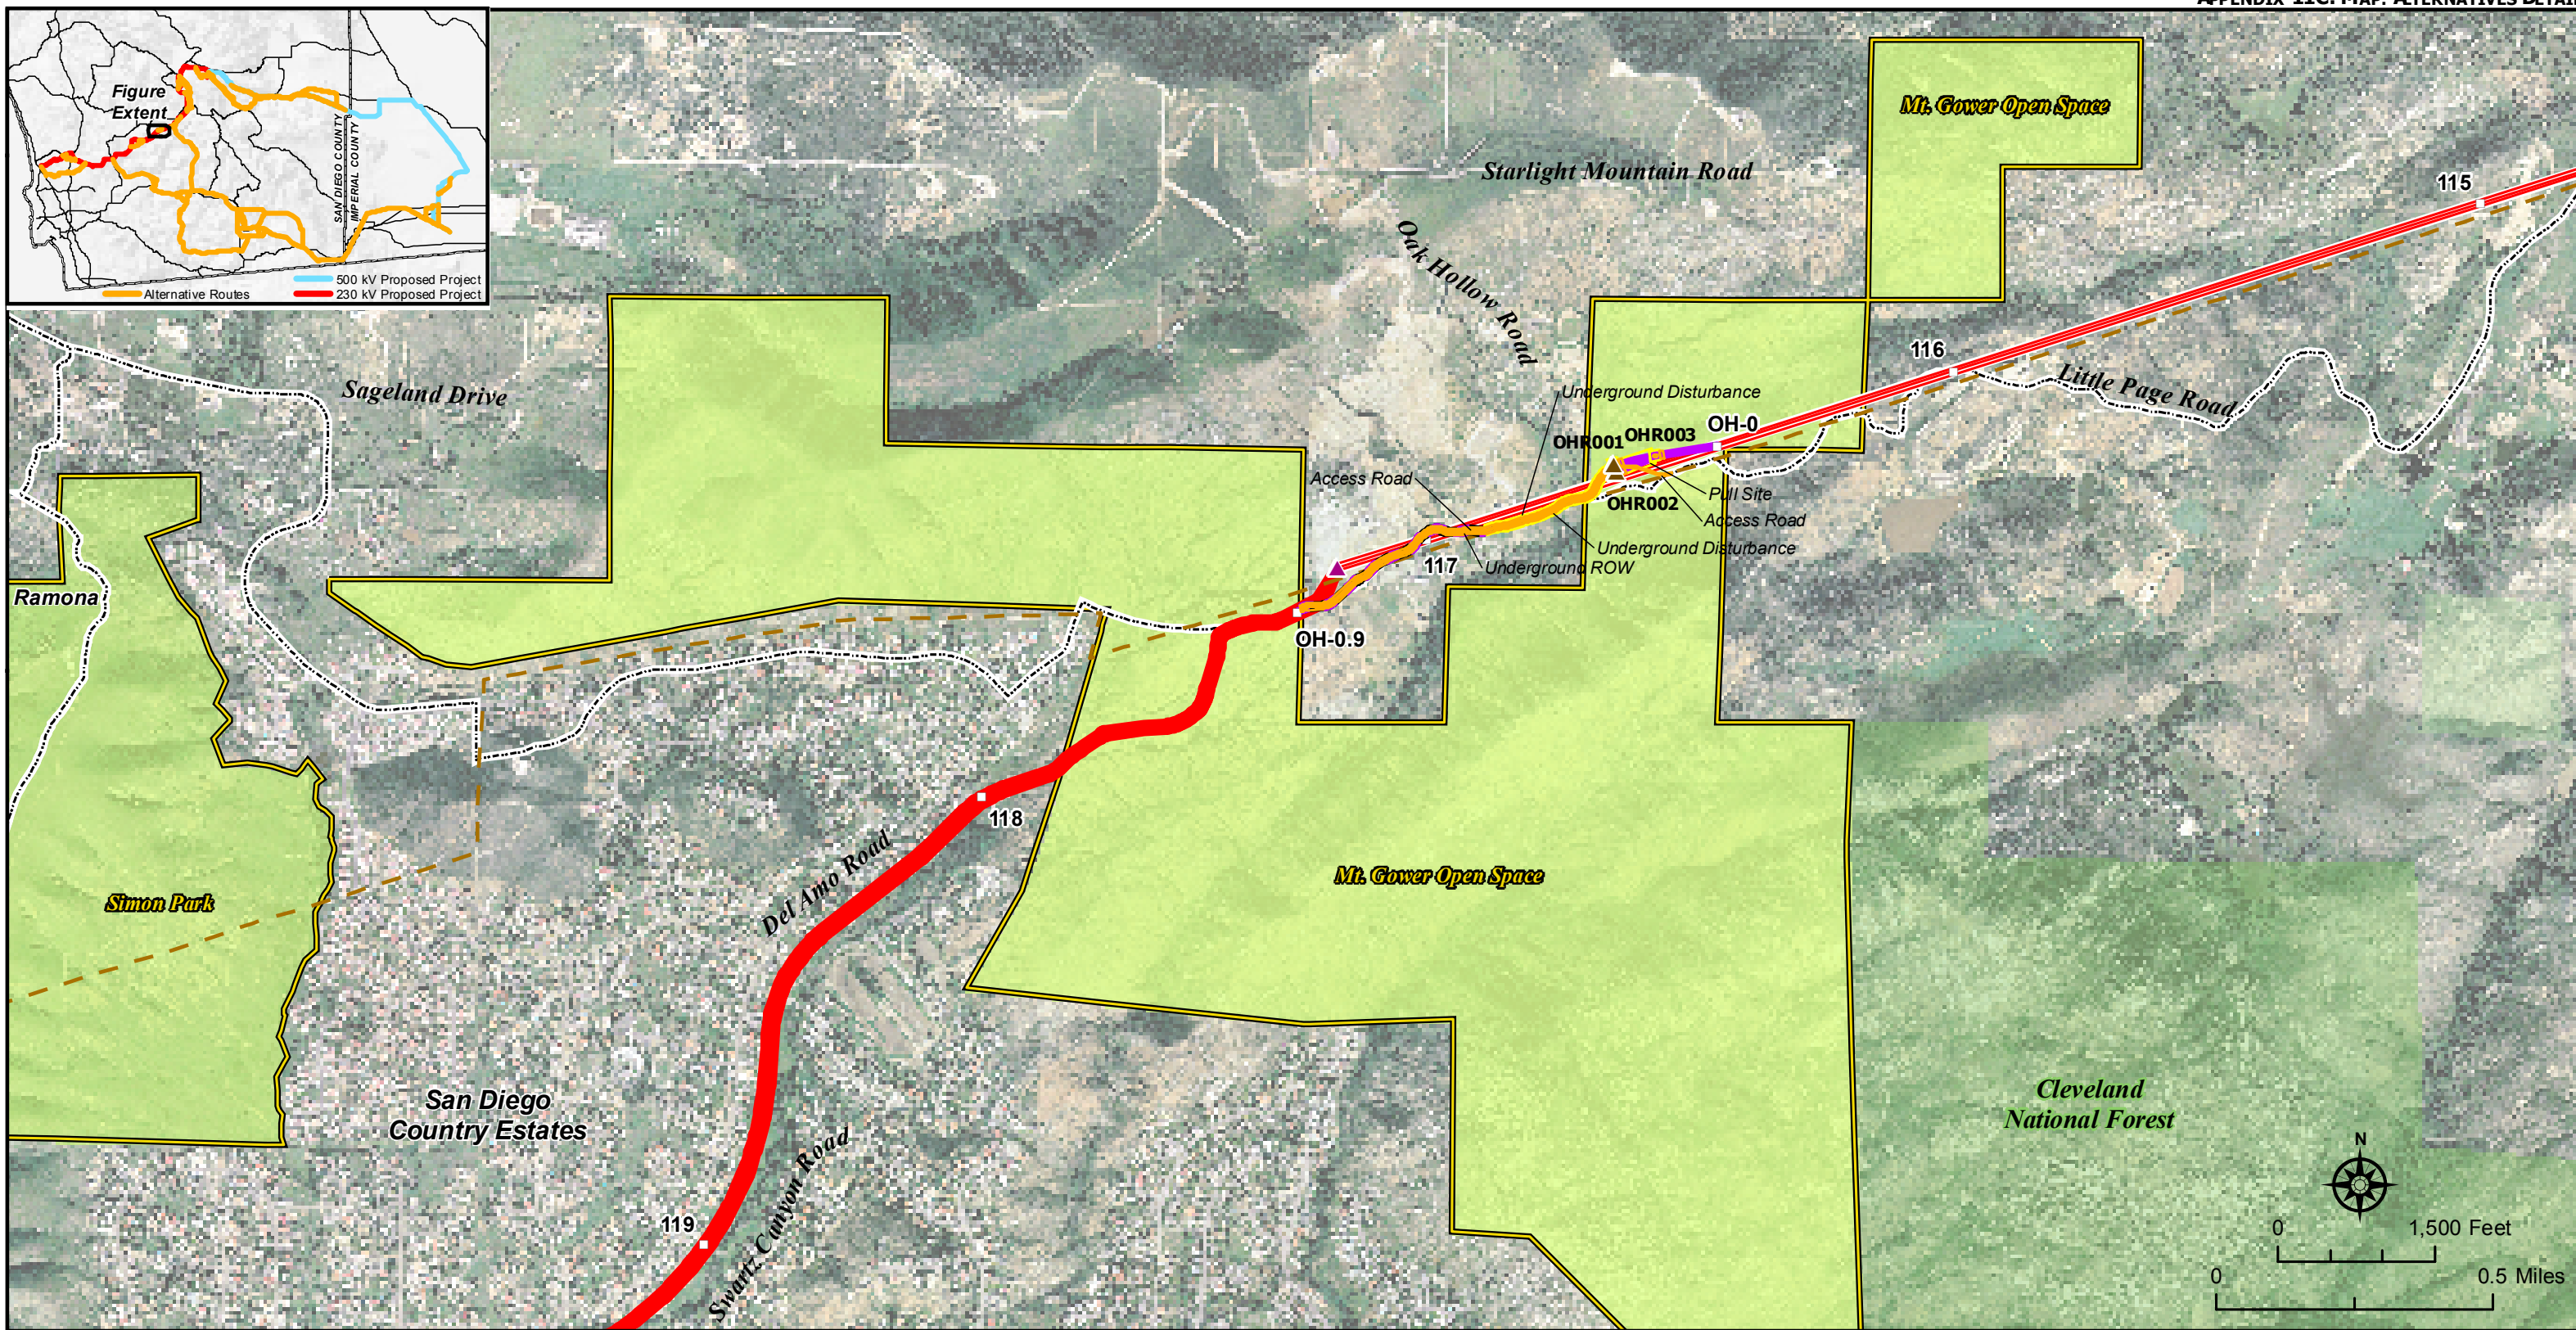 APPENDIX 11C. MAP: ALTERNATIVES DETAIL
Figure
Extent
SAN DIEGO COUNTY
IMPERIAL COUNTY
500 kV Proposed Project
Alternative Routes
230 kV Proposed Project
Mt. Gower Open Space
Starlight Mountain Road
115
Oak Hollow Road
116
Little Page Road
Sageland Drive
Underground Disturbance
OH-0
OHR001
OHR003
Access Road
Pull Site
OHR002
Access Road
Underground Disturbance
117
Underground ROW
Ramona
OH-0.9
118
Del Amo Road
Mt. Gower Open Space
Simon Park
San Diego
Country Estates
Cleveland
National Forest
Swartz Canyon Road
119
N
0
1,500 Feet
0
0.5 Miles